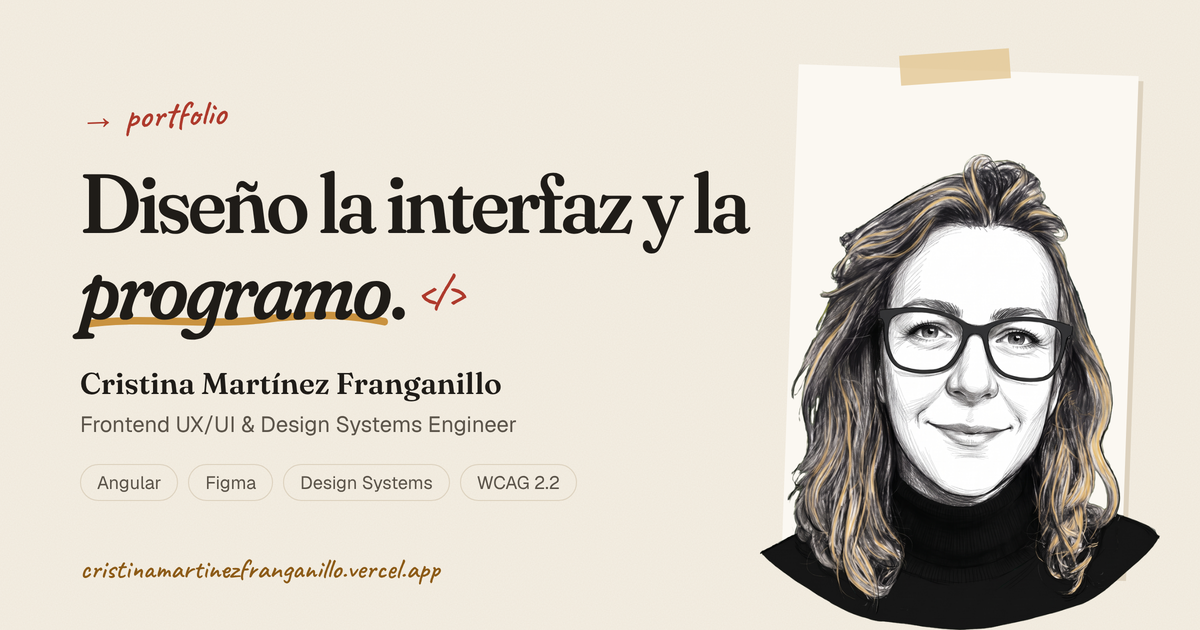 → portfolio
Diseño la interfaz y la
programo. </>
Cristina Martínez Franganillo
Frontend UX/UI & Design Systems Engineer
Angular Figma Design Systems WCAG 2.2
cristinamartinezfranganillo.vercel.app